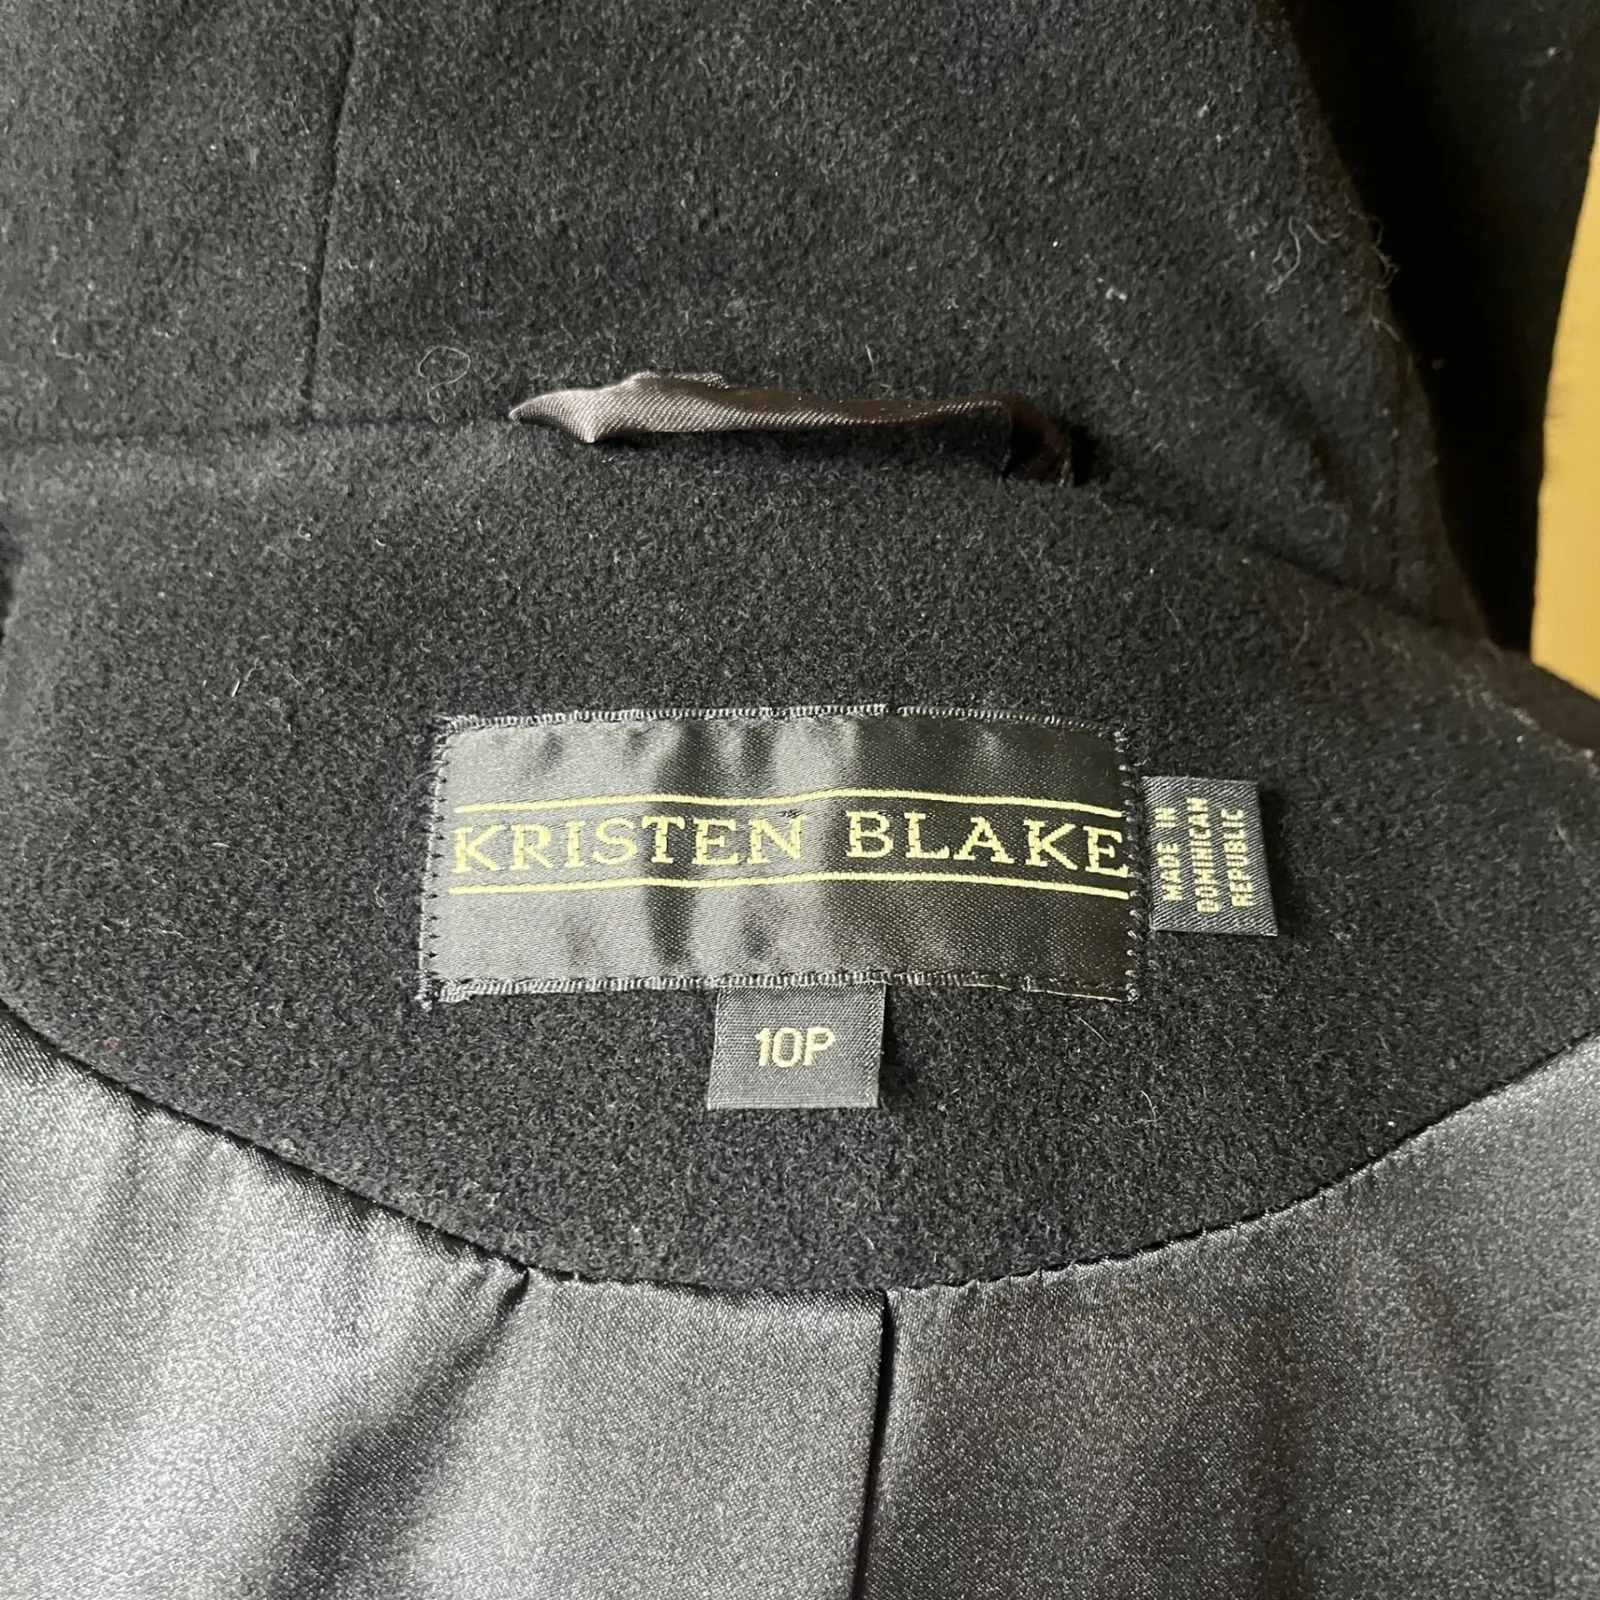 KRISTEN BLAKE
MADE IN
DOMINICAN
REPUBLIC
10P